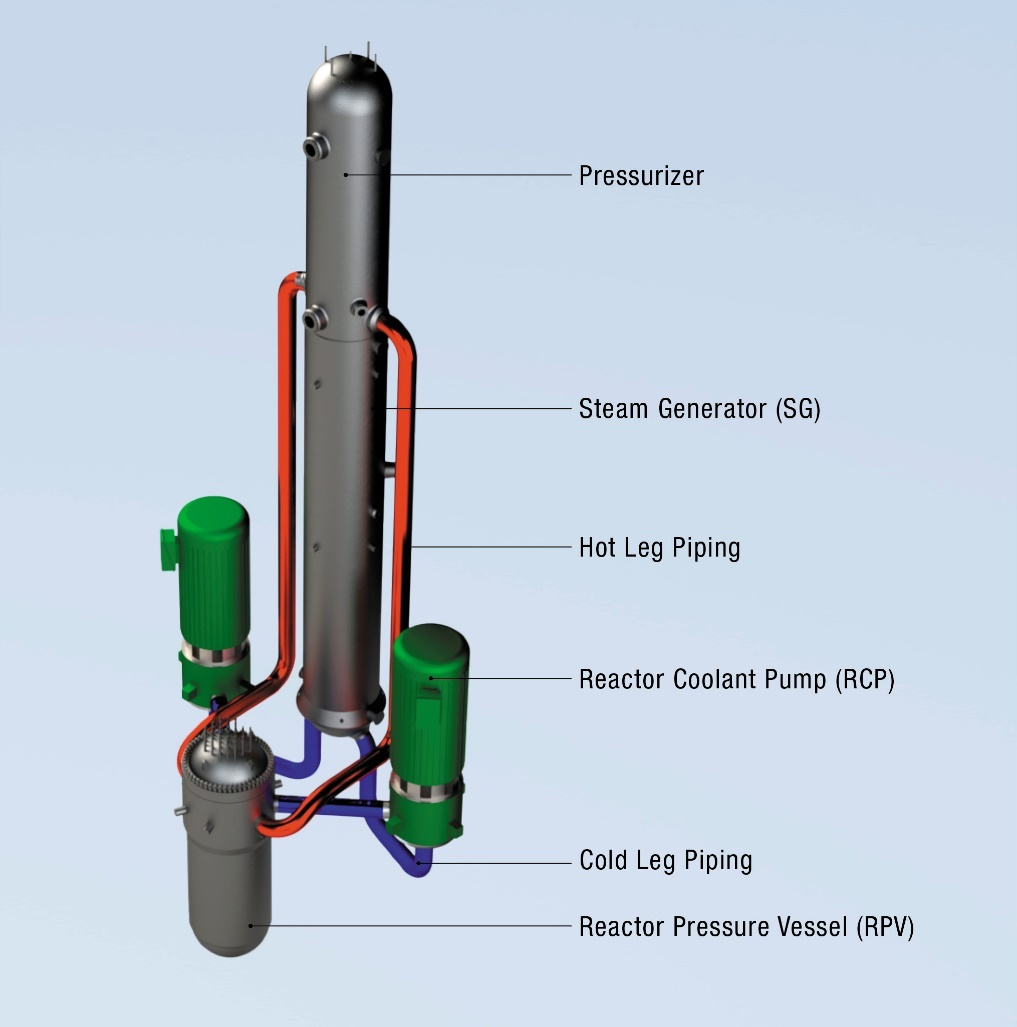 Pressurizer
Steam Generator (SG)
Hot Leg Piping
Reactor Coolant Pump (RCP)
Cold Leg Piping
Reactor Pressure Vessel (RPV)